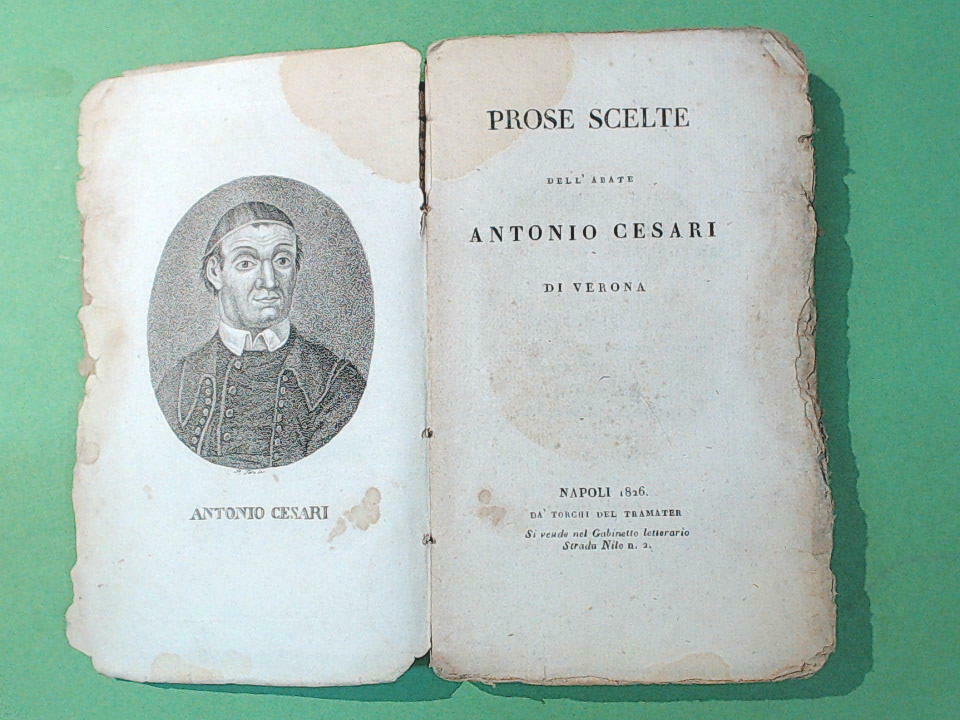 ANTONIO CESARI
PROSE SCELTE
DELL' ABATE
ANTONIO CESARI
DI VERONA
NAPOLI 1826.
DA' TORCHI DEL TRAMATER
Si vende nel Gabinetto letterario
Strada Nilo n. 2.